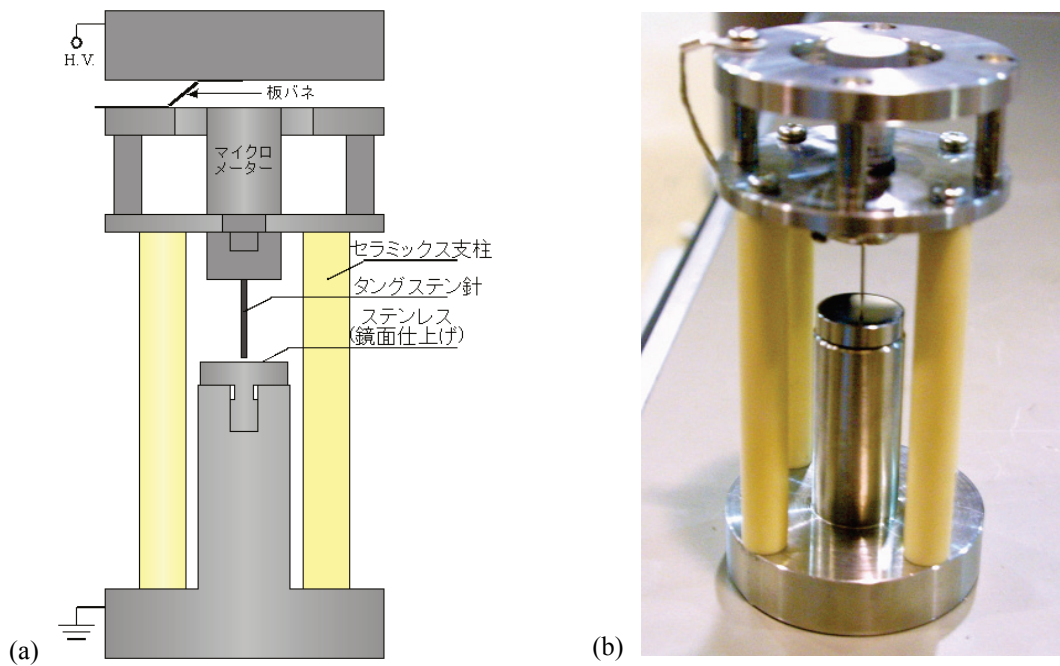 H.V.
板バネ
マイクロ
メーター
セラミックス支柱
タングステン針
ステンレス
(鏡面仕上げ)
(a)
(b)